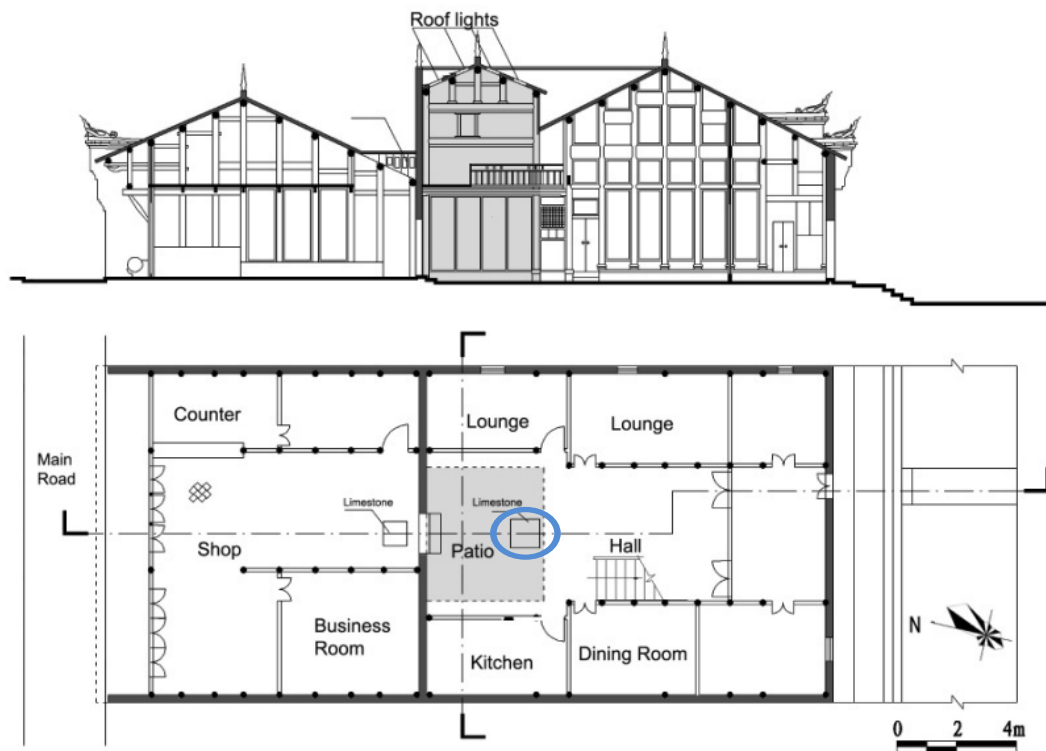 Roof lights
Counter
Lounge
Lounge
Main
Road
Limestone
Limestone
Shop
Patio
Hall
Business
Room
Kitchen
Dining Room
N
0 2 4m